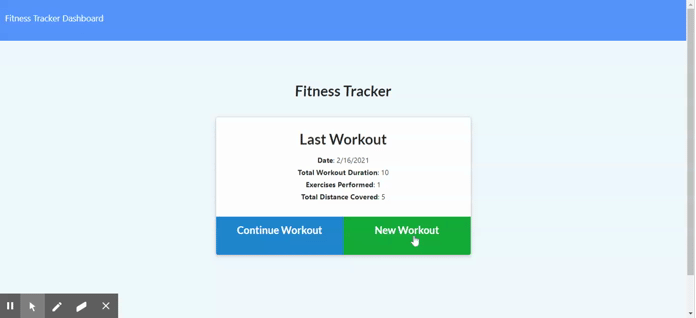 Fitness Tracker Dashboard
Fitness Tracker
Last Workout
Date: 2/16/2021
Total Workout Duration: 10
Exercises Performed: 1
Total Distance Covered: 5
Continue Workout
New Workout